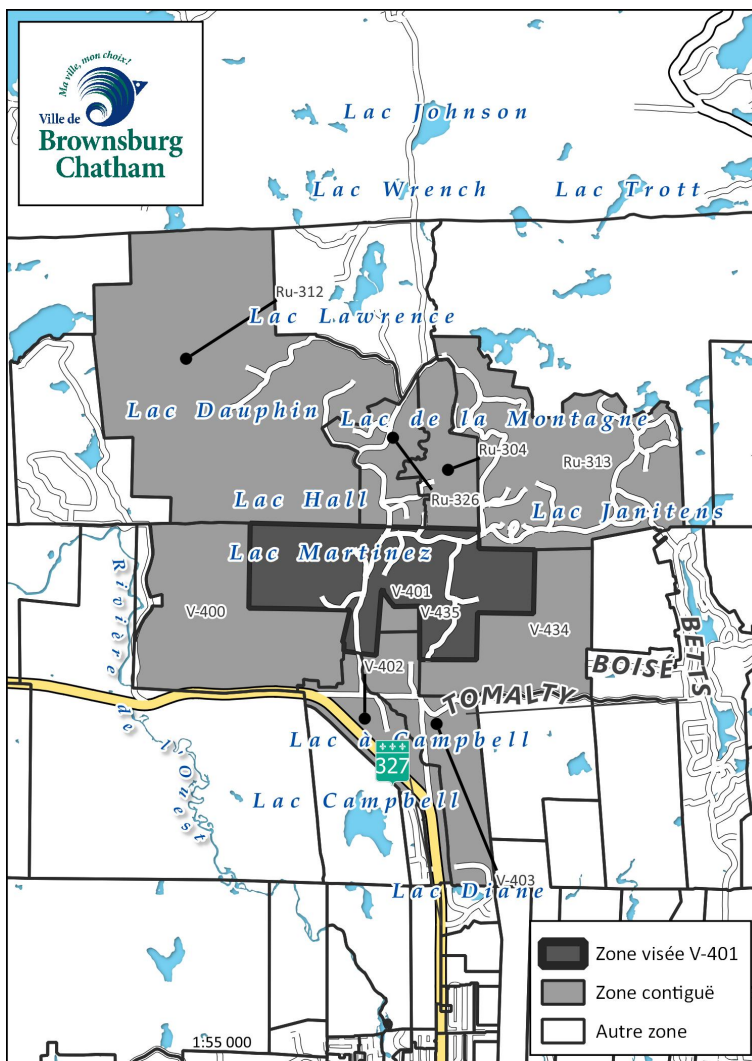 Ma ville, mon choix!
Ville de
Brownsburg
Chatham
Lac Johnson
Lac Wrench
Lac Trott
Ru-312
Lac Lawrence
Lac Dauphin
Lac de la Montagne
Ru-304
Ru-313
Lac Hall
Ru-326
Lac Janitens
Lac Martinez
V-401
V-400
V-435
V-434
Rivière de l'Ouest
V-402
BOISÉ
BETTS
TOMALTY
Lac à Campbell
327
Lac Campbell
V-403
Lac Diane
Zone visée V-401
Zone contiguë
Autre zone
1:55 000